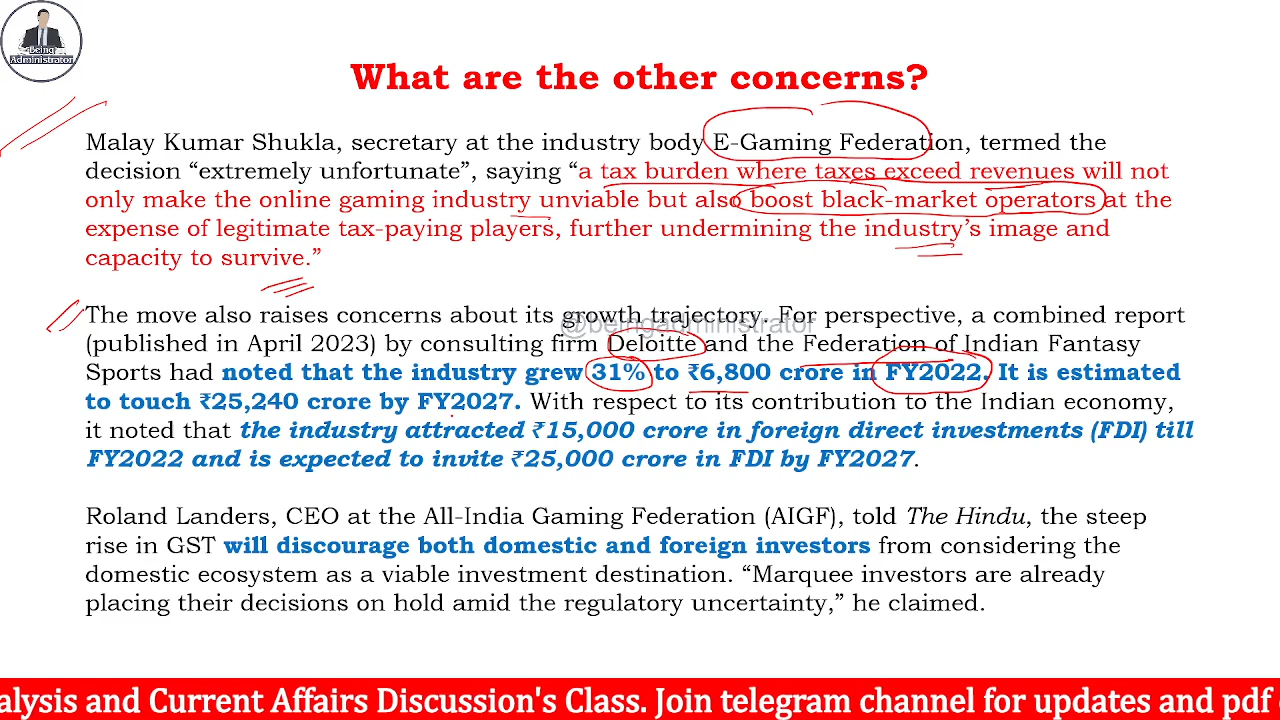 Being
Administrator
What are the other concerns?
Malay Kumar Shukla, secretary at the industry body E-Gaming Federation, termed the
decision “extremely unfortunate”, saying “a tax burden where taxes exceed revenues will not
only make the online gaming industry unviable but also boost black-market operators at the
expense of legitimate tax-paying players, further undermining the industry’s image and
capacity to survive.”
The move also raises concerns about its growth trajectory. For perspective, a combined report
@beingadministrator
(published in April 2023) by consulting firm Deloitte and the Federation of Indian Fantasy
Sports had noted that the industry grew 31% to ₹6,800 crore in FY2022. It is estimated
to touch ₹25,240 crore by FY2027. With respect to its contribution to the Indian economy,
it noted that the industry attracted ₹15,000 crore in foreign direct investments (FDI) till
FY2022 and is expected to invite ₹25,000 crore in FDI by FY2027.
Roland Landers, CEO at the All-India Gaming Federation (AIGF), told The Hindu, the steep
rise in GST will discourage both domestic and foreign investors from considering the
domestic ecosystem as a viable investment destination. “Marquee investors are already
placing their decisions on hold amid the regulatory uncertainty,” he claimed.
alysis and Current Affairs Discussion's Class. Join telegram channel for updates and pdf